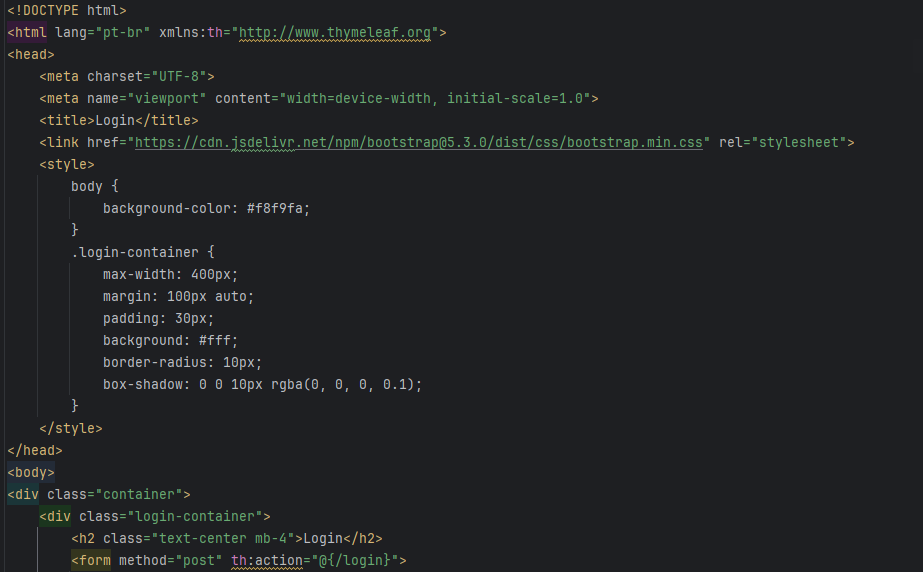 <!DOCTYPE html>
<html lang="pt-br" xmlns:th="http://www.thymeleaf.org">
<head>
    <meta charset="UTF-8">
    <meta name="viewport" content="width=device-width, initial-scale=1.0">
    <title>Login</title>
    <link href="https://cdn.jsdelivr.net/npm/bootstrap@5.3.0/dist/css/bootstrap.min.css" rel="stylesheet">
    <style>
        body {
            background-color: #f8f9fa;
        }
        .login-container {
            max-width: 400px;
            margin: 100px auto;
            padding: 30px;
            background: #fff;
            border-radius: 10px;
            box-shadow: 0 0 10px rgba(0, 0, 0, 0.1);
        }
    </style>
</head>
<body>
<div class="container">
    <div class="login-container">
        <h2 class="text-center mb-4">Login</h2>
        <form method="post" th:action="@{/login}">